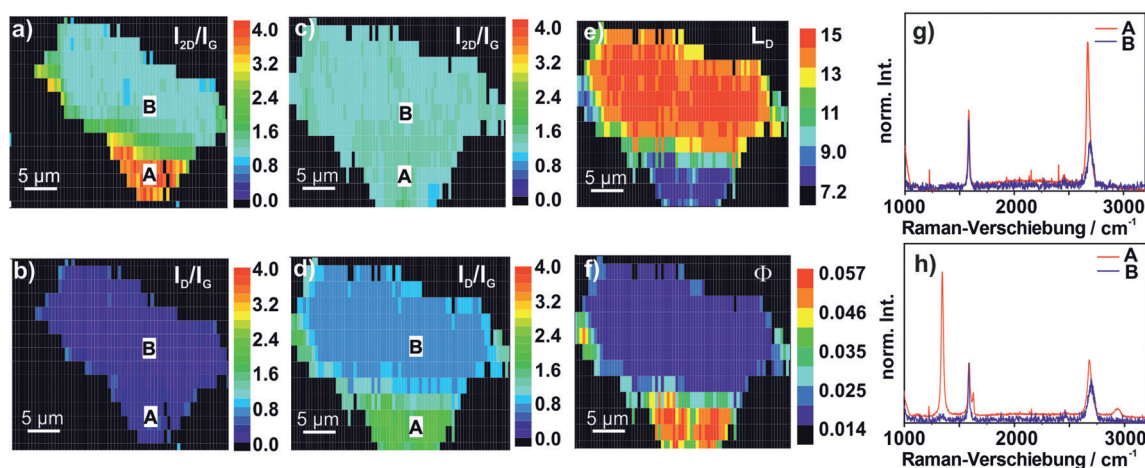 a)
I2D/IG
4.0
3.2
2.4
1.6
0.8
0.0
B
A
5 µm
c)
I2D/IG
4.0
3.2
2.4
1.6
0.8
0.0
B
A
5 µm
e)
LD
15
13
11
9.0
7.2
5 µm
g)
A
B
norm. Int.
1000
2000
3000
Raman-Verschiebung / cm-1
b)
ID/IG
4.0
3.2
2.4
1.6
0.8
0.0
B
A
5 µm
d)
ID/IG
4.0
3.2
2.4
1.6
0.8
0.0
B
A
5 µm
f)
Φ
0.057
0.046
0.035
0.025
0.014
5 µm
h)
A
B
norm. Int.
1000
2000
3000
Raman-Verschiebung / cm-1